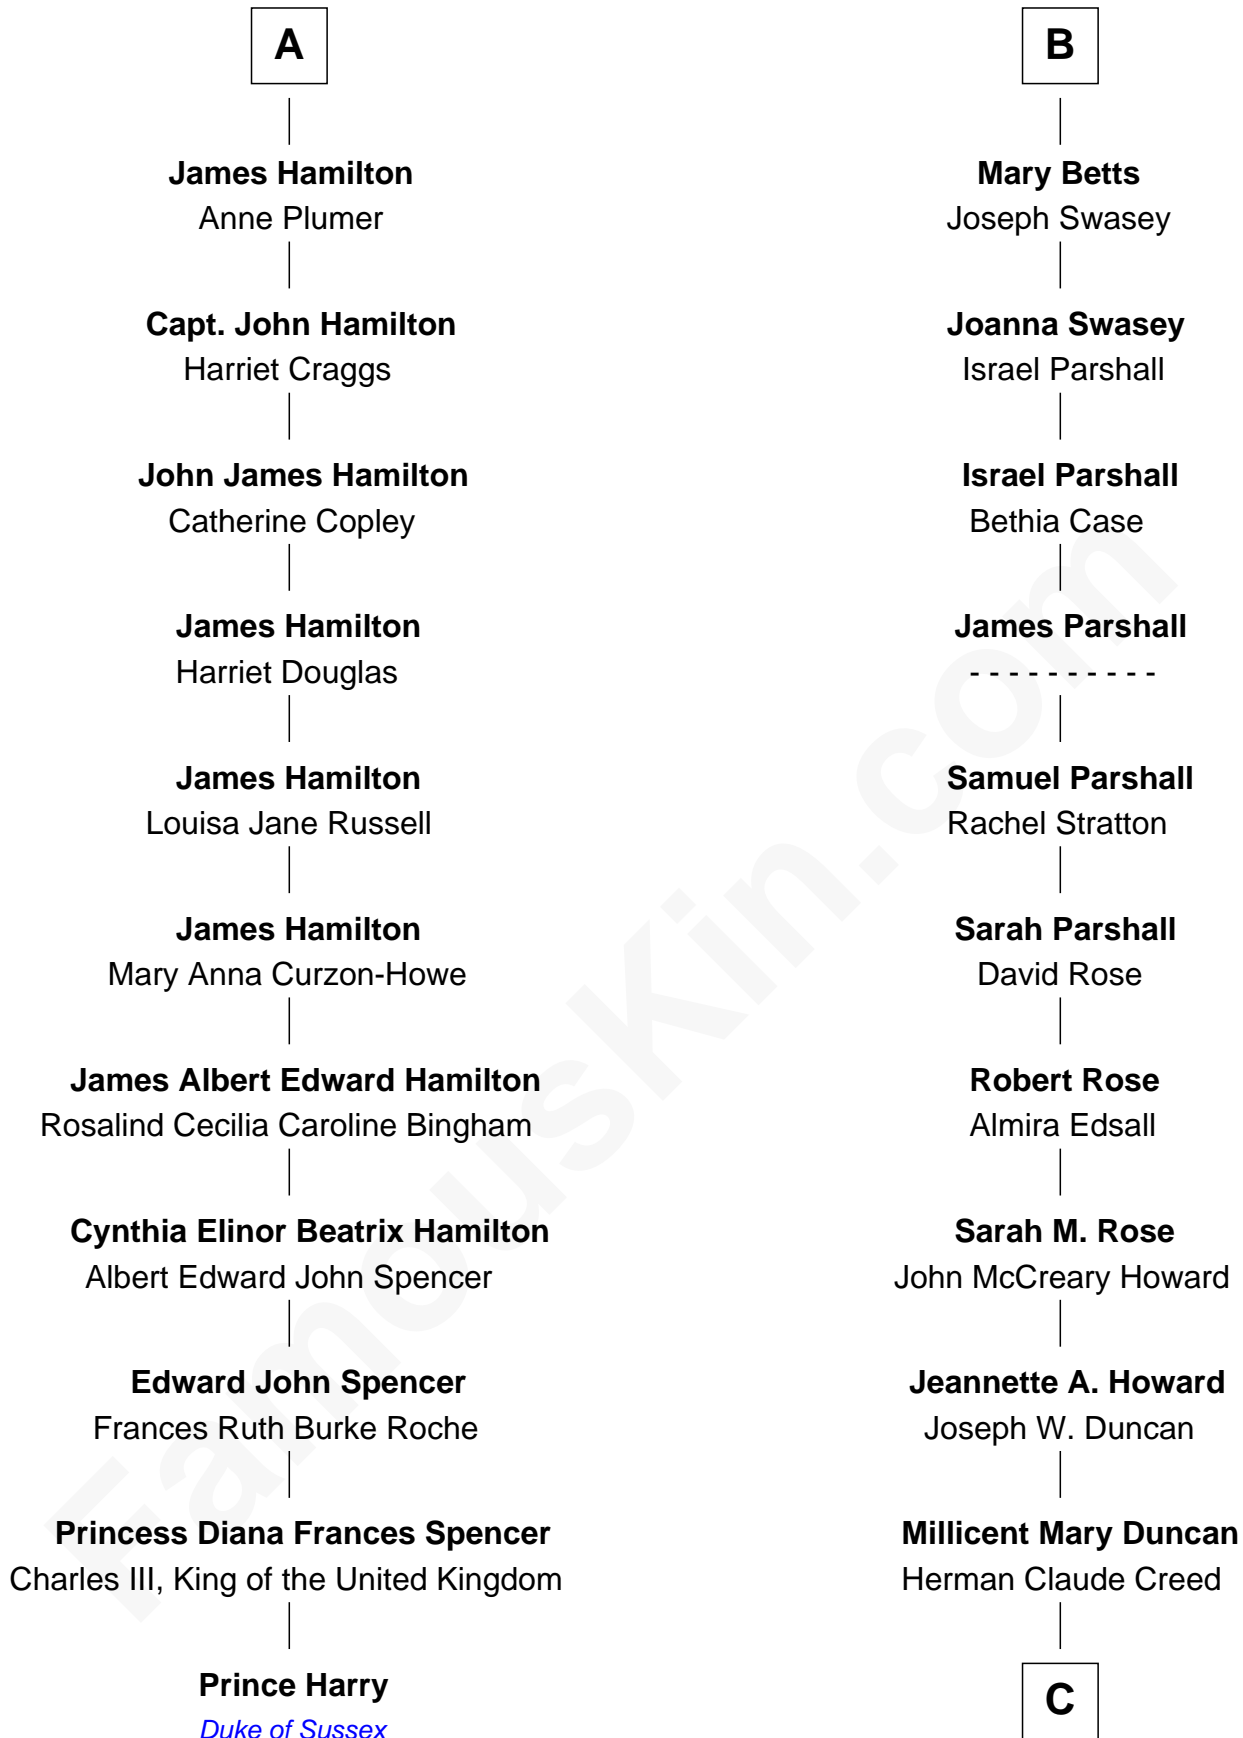 A
James Hamilton
Anne Plumer
Capt. John Hamilton
Harriet Craggs
John James Hamilton
Catherine Copley
James Hamilton
Harriet Douglas
James Hamilton
Louisa Jane Russell
James Hamilton
Mary Anna Curzon-Howe
James Albert Edward Hamilton
Rosalind Cecilia Caroline Bingham
Cynthia Elinor Beatrix Hamilton
Albert Edward John Spencer
Edward John Spencer
Frances Ruth Burke Roche
Princess Diana Frances Spencer
Charles III, King of the United Kingdom
Prince Harry
Duke of Sussex
B
Mary Betts
Joseph Swasey
Joanna Swasey
Israel Parshall
Israel Parshall
Bethia Case
James Parshall
- - - - - - - - - -
Samuel Parshall
Rachel Stratton
Sarah Parshall
David Rose
Robert Rose
Almira Edsall
Sarah M. Rose
John McCreary Howard
Jeannette A. Howard
Joseph W. Duncan
Millicent Mary Duncan
Herman Claude Creed
C
FamousKin.com